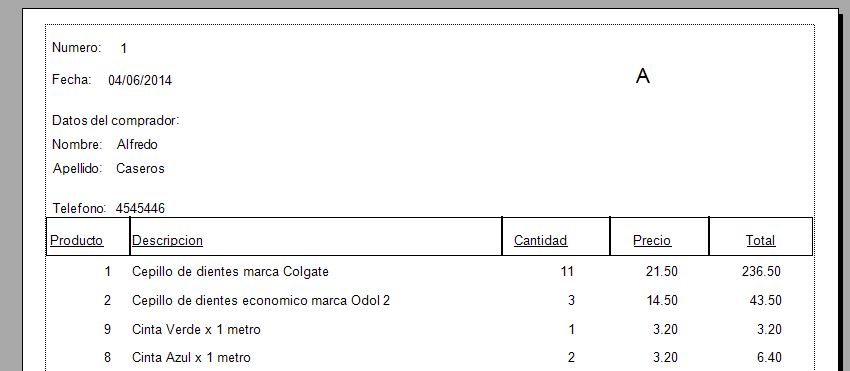 Numero: 1
Fecha: 04/06/2014
A
Datos del comprador:
Nombre: Alfredo
Apellido: Caseros
Telefono: 4545446
Producto Descripcion Cantidad Precio Total
1 Cepillo de dientes marca Colgate 11 21.50 236.50
2 Cepillo de dientes economico marca Odol 2 3 14.50 43.50
9 Cinta Verde x 1 metro 1 3.20 3.20
8 Cinta Azul x 1 metro 2 3.20 6.40